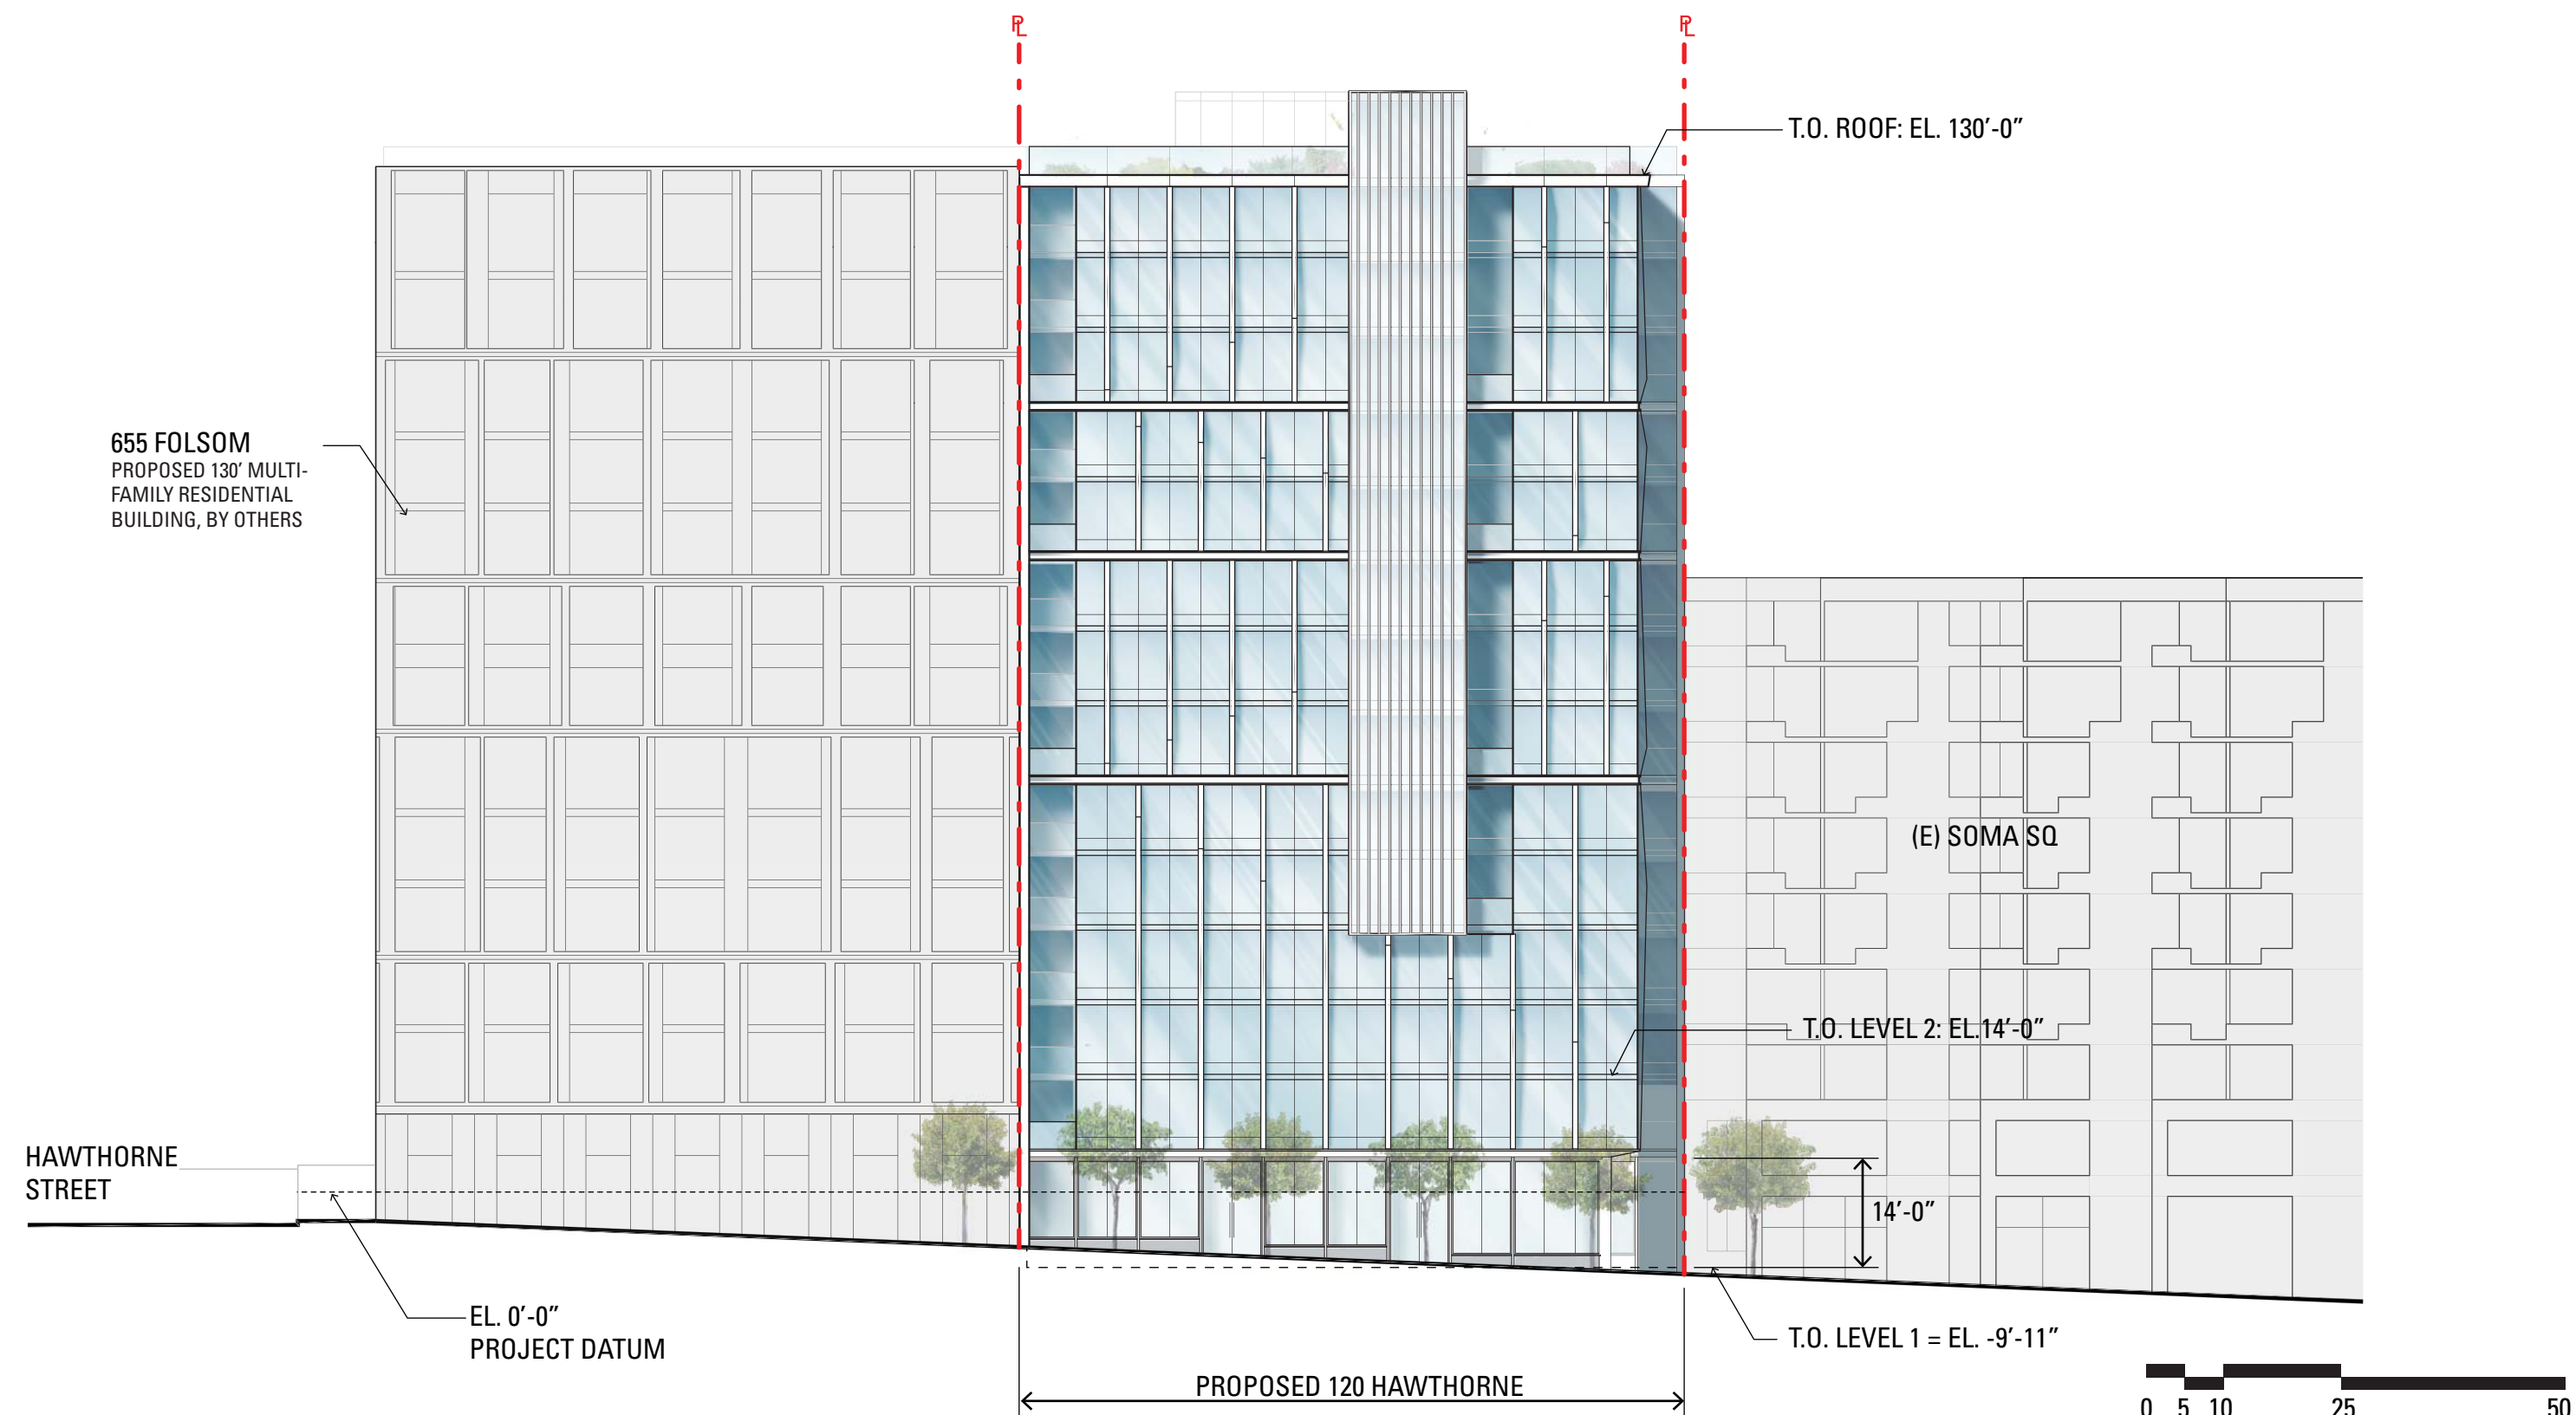 PL
PL
T.O. ROOF: EL. 130’-0”
655 FOLSOM
PROPOSED 130’ MULTI-
FAMILY RESIDENTIAL
BUILDING, BY OTHERS
(E) SOMA SQ
T.O. LEVEL 2: EL.14’-0”
HAWTHORNE
STREET
14’-0”
EL. 0’-0”
PROJECT DATUM
T.O. LEVEL 1 = EL. -9’-11”
PROPOSED 120 HAWTHORNE
0 5 10 25 50